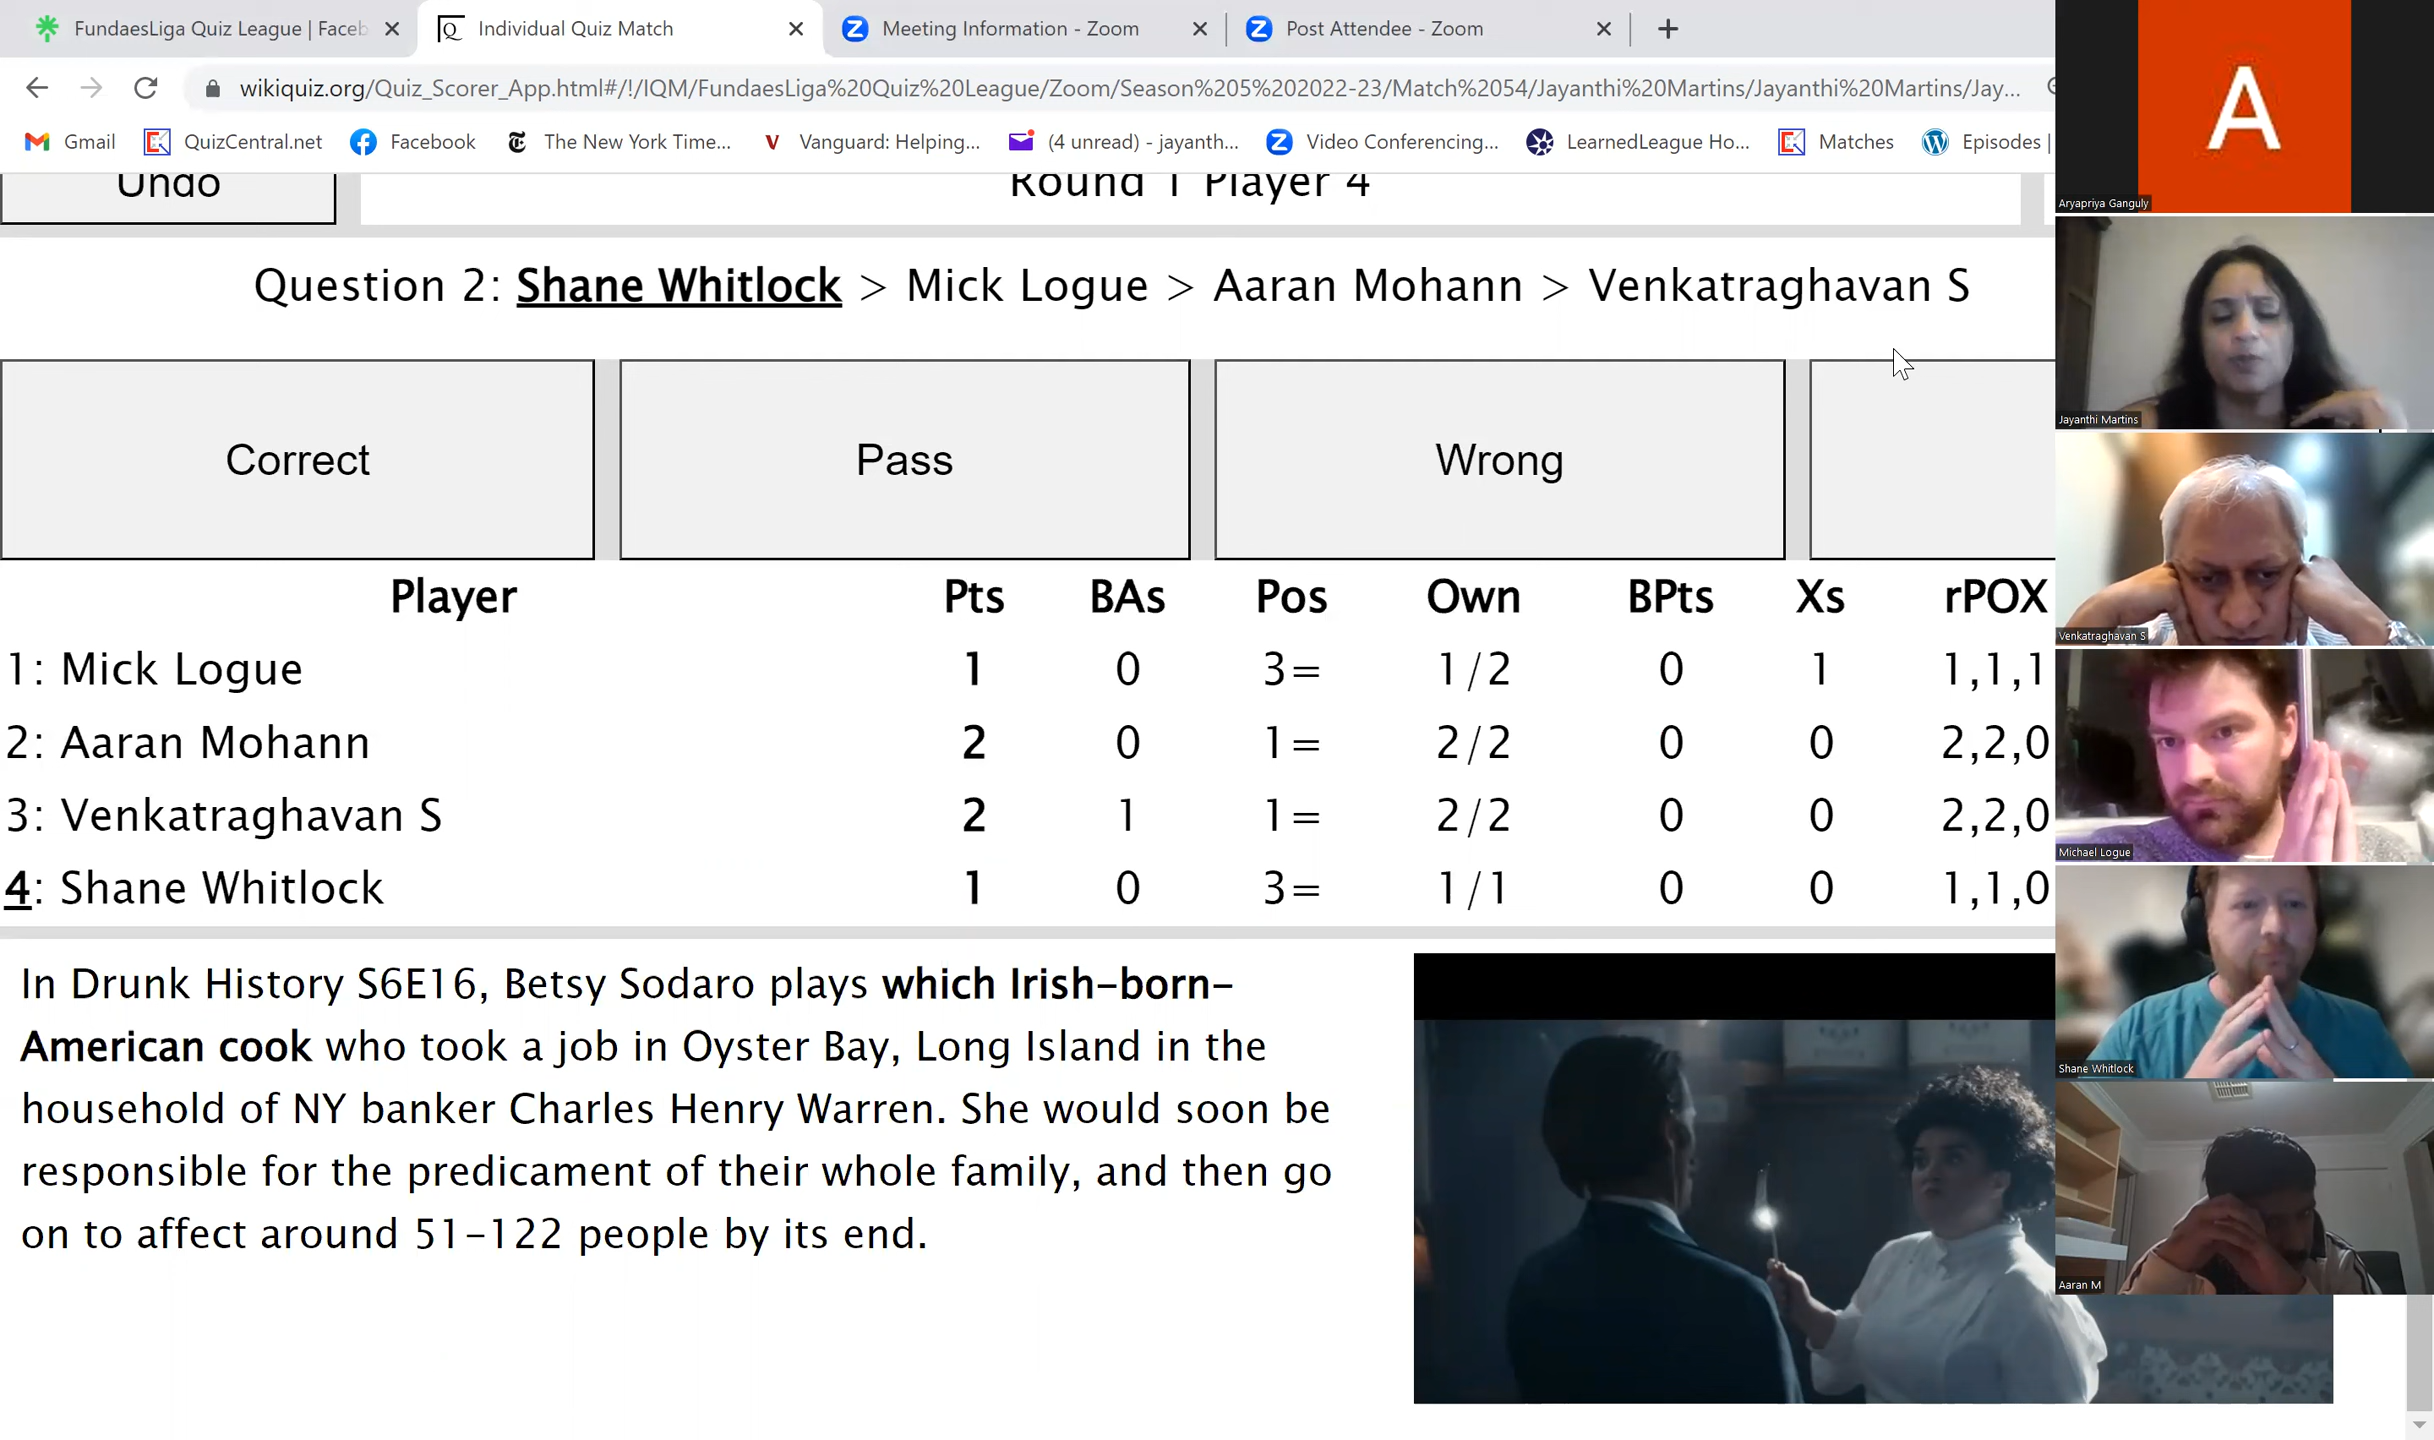 FundaesLiga Quiz League | Faceb
Individual Quiz Match
Meeting Information - Zoom
Post Attendee - Zoom
wikiquiz.org/Quiz_Scorer_App.html#/!/IQM/FundaesLiga%20Quiz%20League/Zoom/Season%205%202022-23/Match%2054/Jayanthi%20Martins/Jayanthi%20Martins/Jay...
Gmail
QuizCentral.net
Facebook
The New York Time...
Vanguard: Helping...
(4 unread) - jayanth...
Video Conferencing...
LearnedLeague Ho...
Matches
Episodes |
Undo
Round 1 Player 4
Question 2: Shane Whitlock > Mick Logue > Aaran Mohann > Venkatraghavan S
Correct
Pass
Wrong
Player Pts BAs Pos Own BPts Xs rPOX
1: Mick Logue 1 0 3= 1/2 0 1 1,1,1
2: Aaran Mohann 2 0 1= 2/2 0 0 2,2,0
3: Venkatraghavan S 2 1 1= 2/2 0 0 2,2,0
4: Shane Whitlock 1 0 3= 1/1 0 0 1,1,0
In Drunk History S6E16, Betsy Sodaro plays which Irish-born-
American cook who took a job in Oyster Bay, Long Island in the
household of NY banker Charles Henry Warren. She would soon be
responsible for the predicament of their whole family, and then go
on to affect around 51-122 people by its end.
A
Aryapriya Ganguly
Jayanthi Martins
Venkatraghavan S
Michael Logue
Shane Whitlock
Aaran M